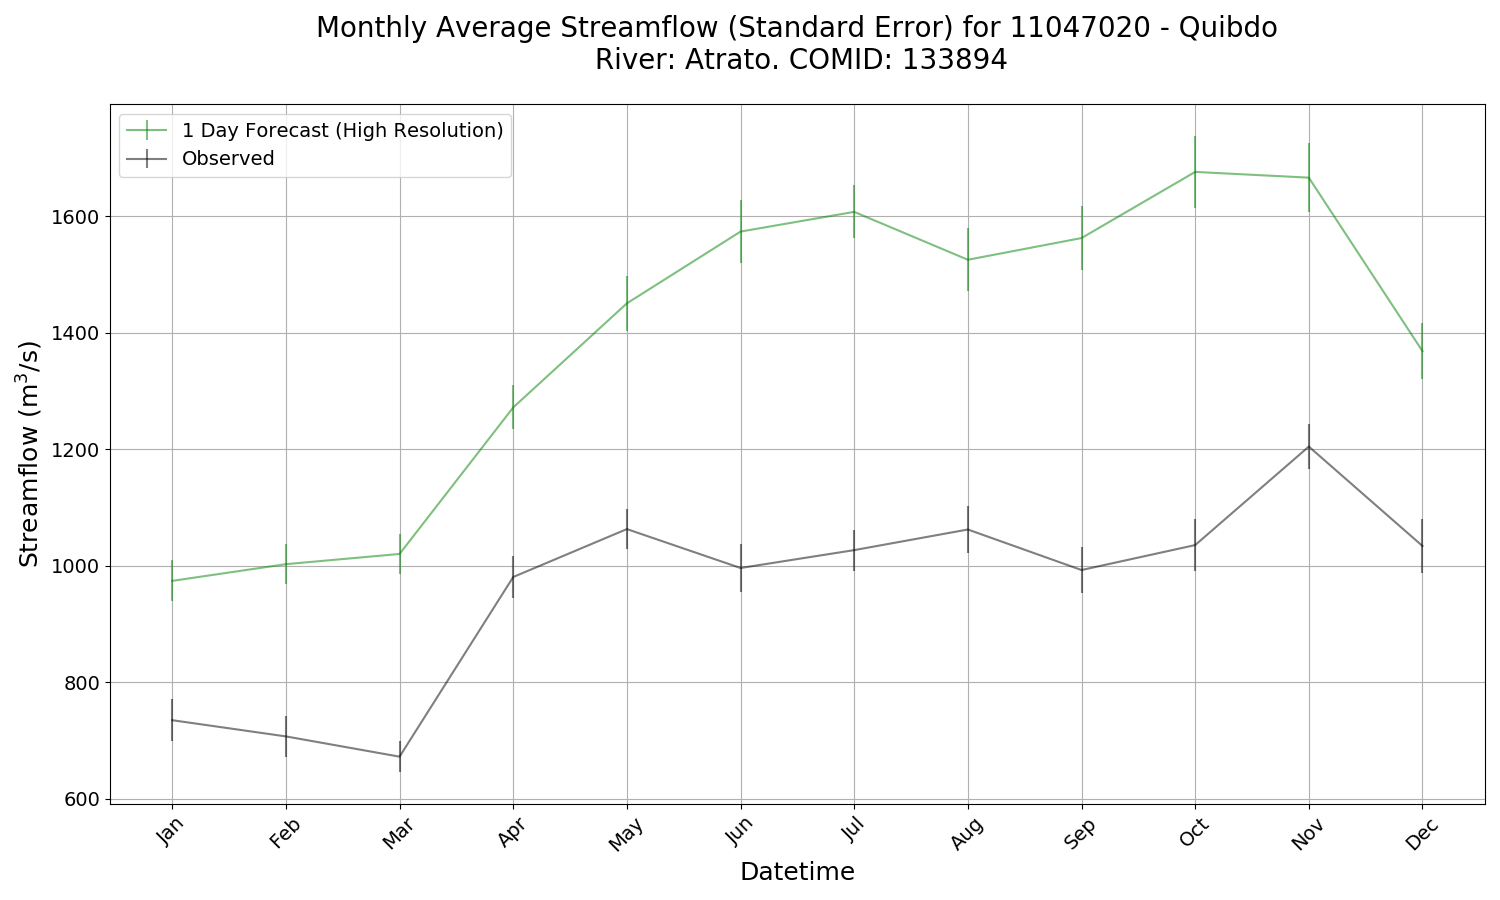 Monthly Average Streamflow (Standard Error) for 11047020 - Quibdo
River: Atrato. COMID: 133894
1 Day Forecast (High Resolution)
Observed
Streamflow (m³/s)
1600
1400
1200
1000
800
600
Jan
Feb
Mar
Apr
May
Jun
Jul
Aug
Sep
Oct
Nov
Dec
Datetime